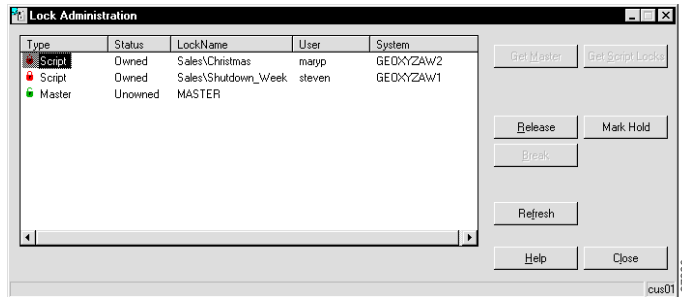 Lock Administration
Type Status LockName User System
Script Owned Sales\Christmas maryp GEOXYZAW2
Script Owned Sales\Shutdown_Week steven GEOXYZAW1
Master Unowned MASTER
Get Master Get Script Locks
Release Mark Hold
Break
Refresh
Help Close
cus01